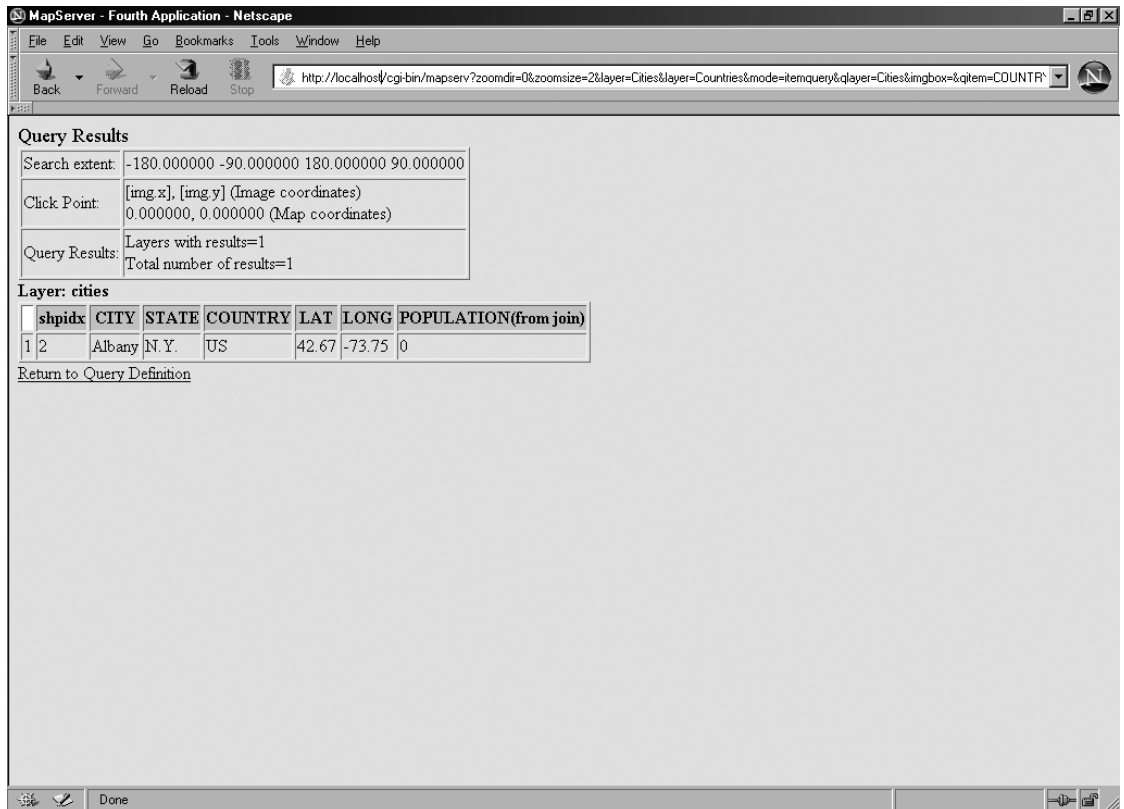 MapServer - Fourth Application - Netscape
File Edit View Go Bookmarks Tools Window Help
Back Forward Reload Stop http://localhost/cgi-bin/mapserv?zoomdir=0&zoomsize=2&layer=Cities&layer=Countries&mode=itemquery&qlayer=Cities&imgbox=&qitem=COUNTRY N
Query Results
Search extent: -180.000000 -90.000000 180.000000 90.000000
Click Point: [img.x], [img.y] (Image coordinates)
0.000000, 0.000000 (Map coordinates)
Query Results: Layers with results=1
Total number of results=1
Layer: cities
shpidx CITY STATE COUNTRY LAT LONG POPULATION(from join)
1 2 Albany N.Y. US 42.67 -73.75 0
Return to Query Definition
Done